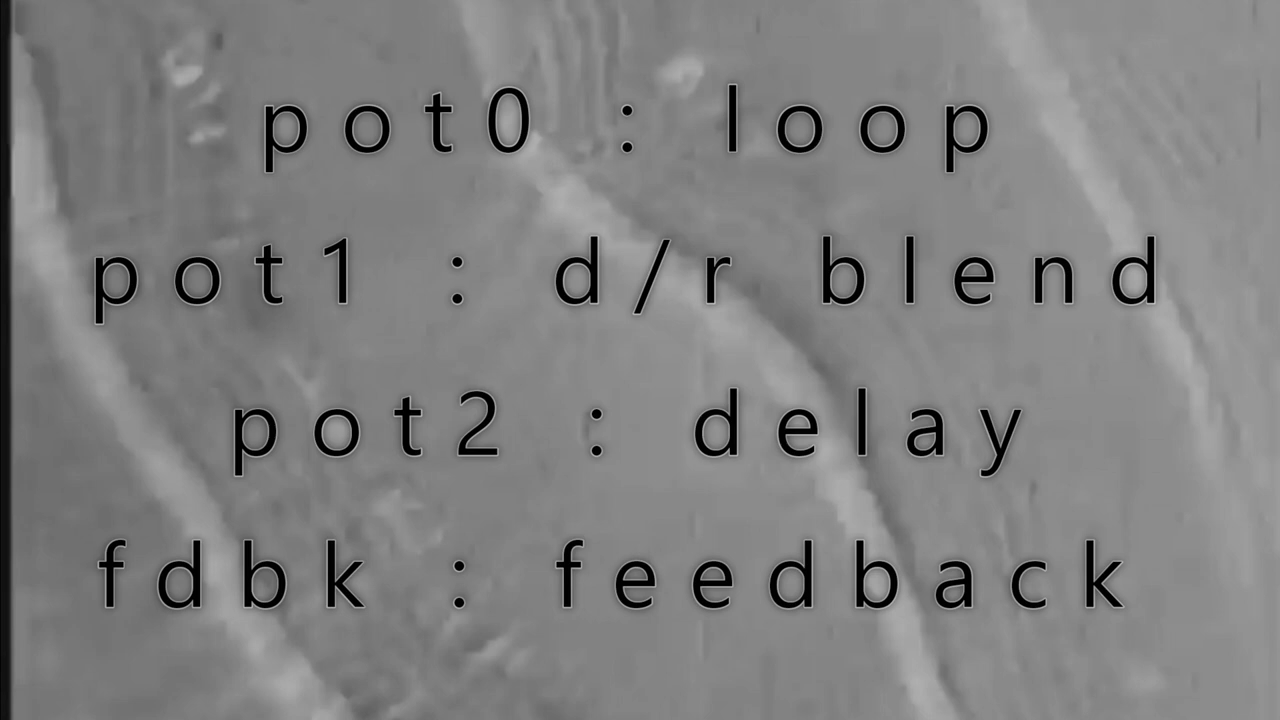 pot0 : loop
pot1 : d/r blend
pot2 : delay
fdbk : feedback